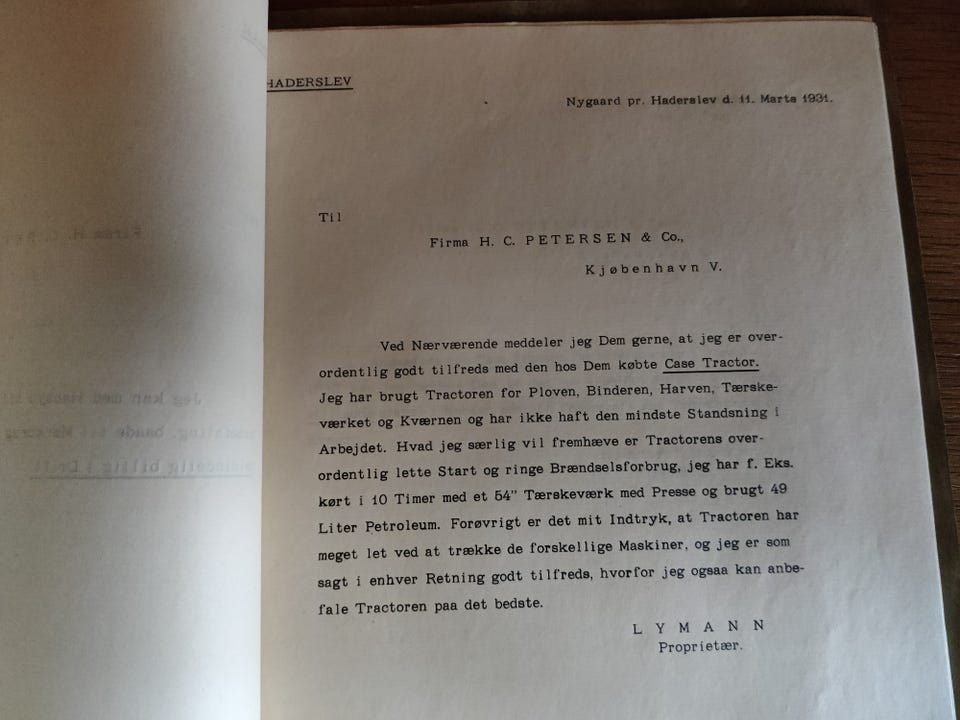 HADERSLEV
Nygaard pr. Haderslev d. 11. Marts 1931.
Til
Firma H. C. PETERSEN & Co.,
Kjøbenhavn V.
Ved Nærværende meddeler jeg Dem gerne, at jeg er over-
ordentlig godt tilfreds med den hos Dem købte Case Tractor.
Jeg har brugt Tractoren for Ploven, Binderen, Harven, Tærske-
værket og Kværnen og har ikke haft den mindste Standsning i
Arbejdet. Hvad jeg særlig vil fremhæve er Tractorens over-
ordentlig lette Start og ringe Brændselsforbrug, jeg har f. Eks.
kørt i 10 Timer med et 54" Tærskeværk med Presse og brugt 49
Liter Petroleum. Forøvrigt er det mit Indtryk, at Tractoren har
meget let ved at trække de forskellige Maskiner, og jeg er som
sagt i enhver Retning godt tilfreds, hvorfor jeg ogsaa kan anbe-
fale Tractoren paa det bedste.
LYMANN
Proprietær.